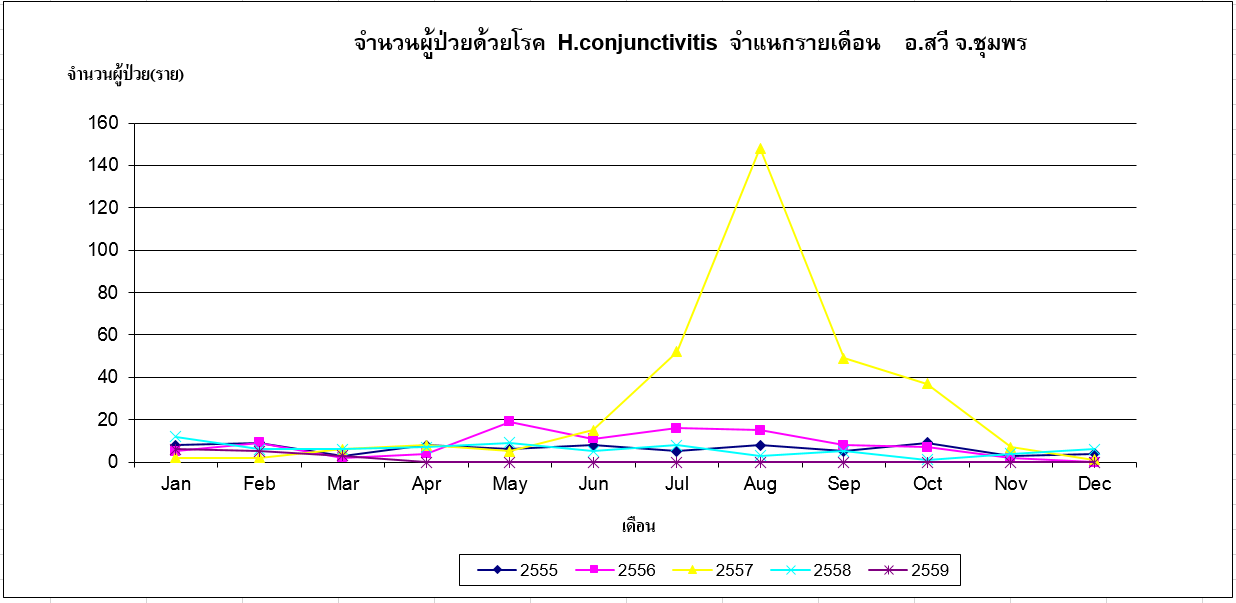 จำนวนผู้ป่วยด้วยโรค H.conjunctivitis จำแนกรายเดือน อ.สวี จ.ชุมพร
จำนวนผู้ป่วย(ราย)
160
140
120
100
80
60
40
20
0
Jan Feb Mar Apr May Jun Jul Aug Sep Oct Nov Dec
เดือน
2555 2556 2557 2558 2559